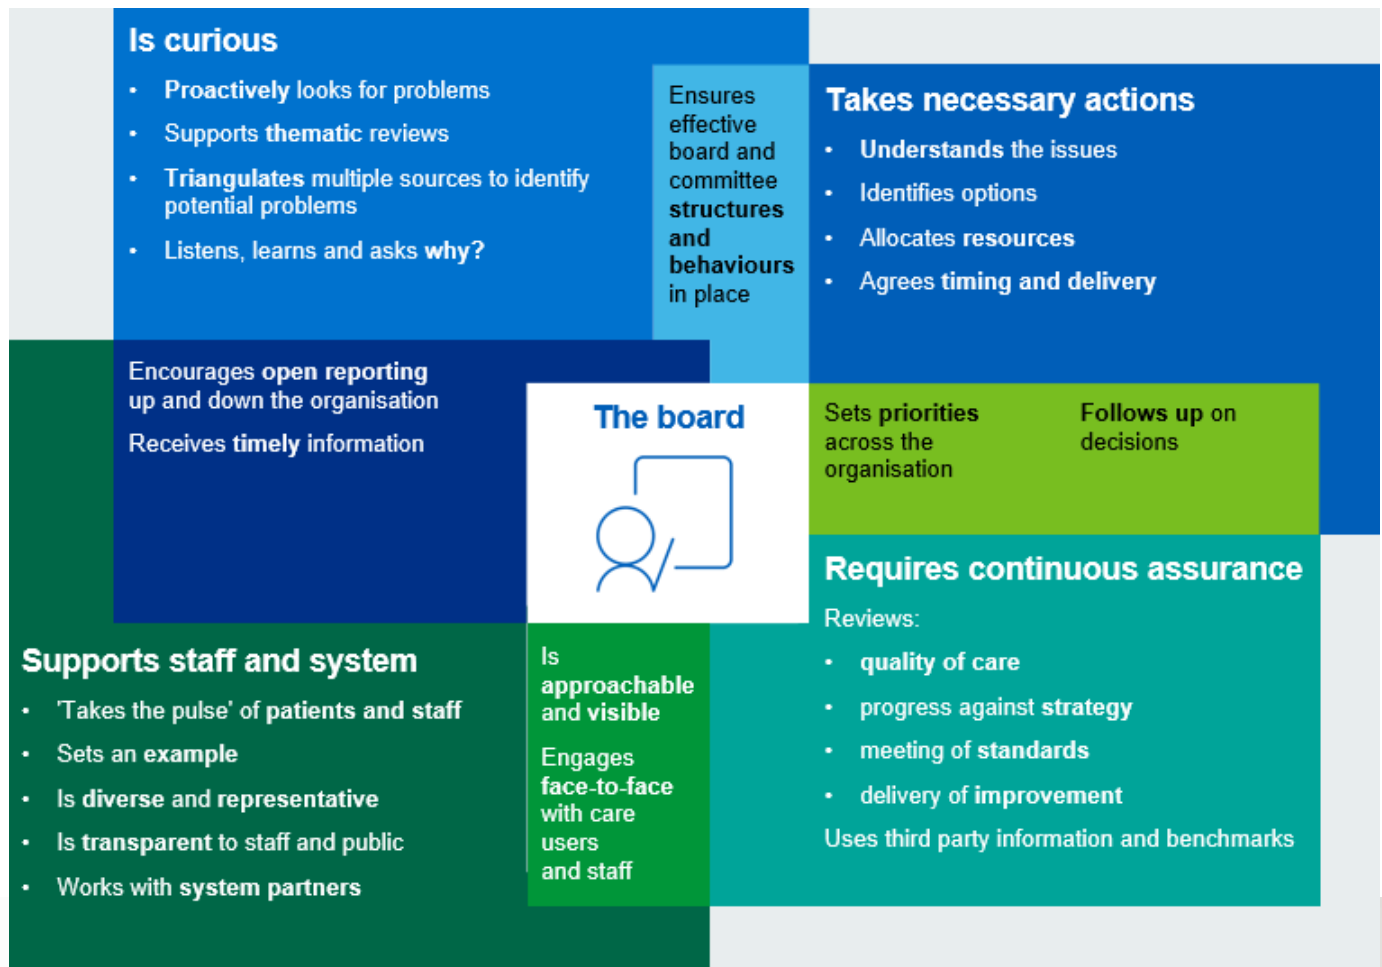 Is curious
• Proactively looks for problems
• Supports thematic reviews
• Triangulates multiple sources to identify
potential problems
• Listens, learns and asks why?
Ensures
effective
board and
committee
structures
and
behaviours
in place
Takes necessary actions
• Understands the issues
• Identifies options
• Allocates resources
• Agrees timing and delivery
Encourages open reporting
up and down the organisation
Receives timely information
The board
Sets priorities
across the
organisation
Follows up on
decisions
Supports staff and system
• 'Takes the pulse' of patients and staff
• Sets an example
• Is diverse and representative
• Is transparent to staff and public
• Works with system partners
Is
approachable
and visible
Engages
face-to-face
with care
users
and staff
Requires continuous assurance
Reviews:
• quality of care
• progress against strategy
• meeting of standards
• delivery of improvement
Uses third party information and benchmarks